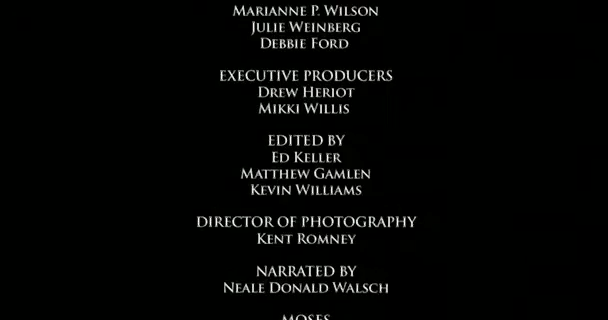 Marianne P. Wilson
Julie Weinberg
Debbie Ford
EXECUTIVE PRODUCERS
Drew Heriot
Mikki Willis
EDITED BY
Ed Keller
Matthew Gamlen
Kevin Williams
DIRECTOR OF PHOTOGRAPHY
Kent Romney
NARRATED BY
Neale Donald Walsch
MOSES